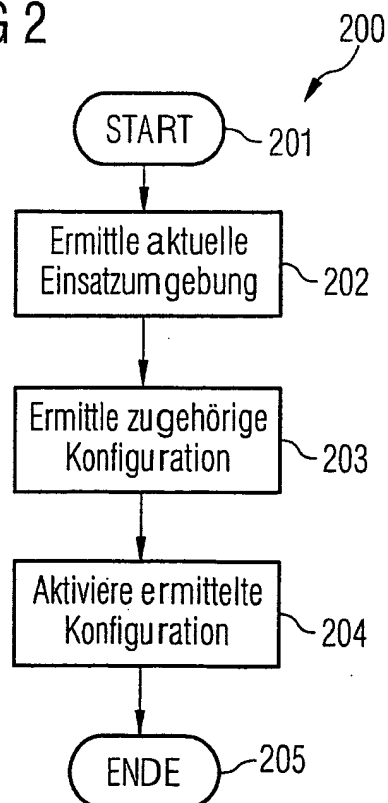 G 2
200
START
201
Ermittle aktuelle
Einsatzumgebung
202
Ermittle zugehörige
Konfiguration
203
Aktiviere ermittelte
Konfiguration
204
ENDE
205